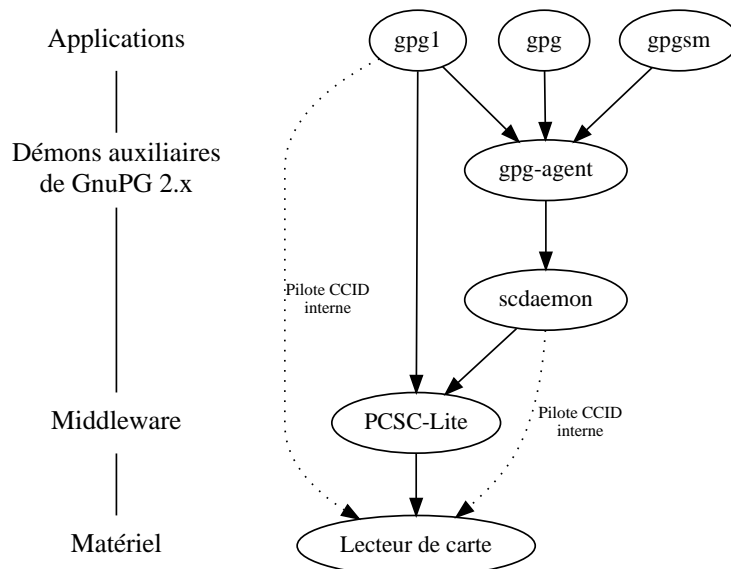 Applications
gpg1
gpg
gpgsm
Démons auxiliaires
de GnuPG 2.x
gpg-agent
Pilote CCID
interne
scdaemon
Middleware
PCSC-Lite
Pilote CCID
interne
Matériel
Lecteur de carte